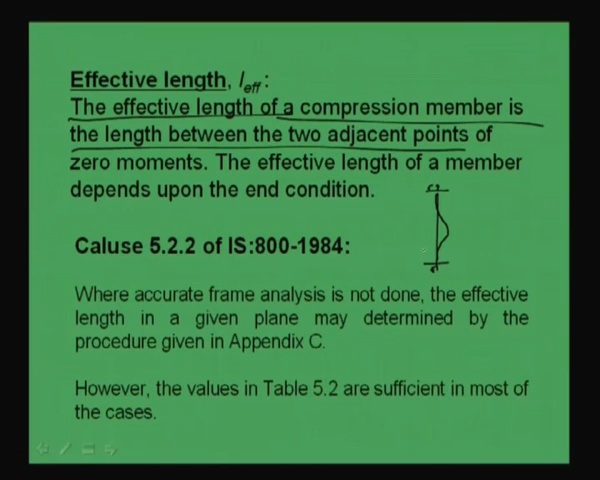 Effective length, leff:
The effective length of a compression member is
the length between the two adjacent points of
zero moments. The effective length of a member
depends upon the end condition.
Caluse 5.2.2 of IS:800-1984:
Where accurate frame analysis is not done, the effective
length in a given plane may determined by the
procedure given in Appendix C.
However, the values in Table 5.2 are sufficient in most of
the cases.